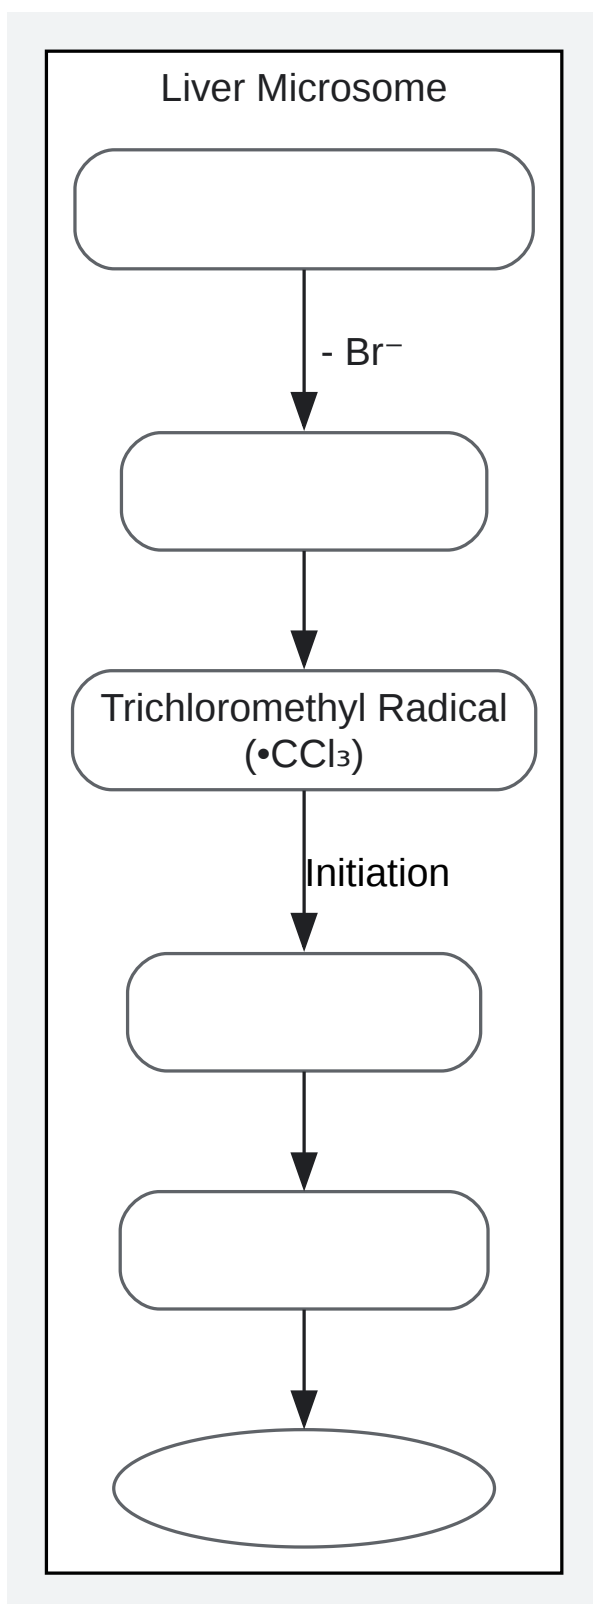 Liver Microsome
- Br⁻
Trichloromethyl Radical
(•CCl₃)
Initiation